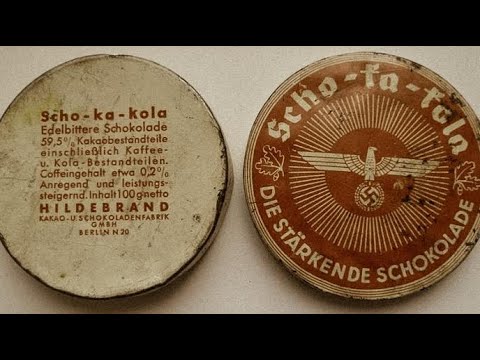 Scho-ka-kola
Edelbittere Schokolade
59,5% Kakaobestandteile
einschließlich Kaffee-
u. Kola-Bestandteilen.
Coffeingehalt etwa 0,2%
Anregend und leistungs-
steigernd. Inhalt 100g netto
HILDEBRAND
KAKAO-U.SCHOKOLADENFABRIK
GMBH
BERLIN N20
Scho-ka-kola
DIE STÄRKENDE SCHOKOLADE